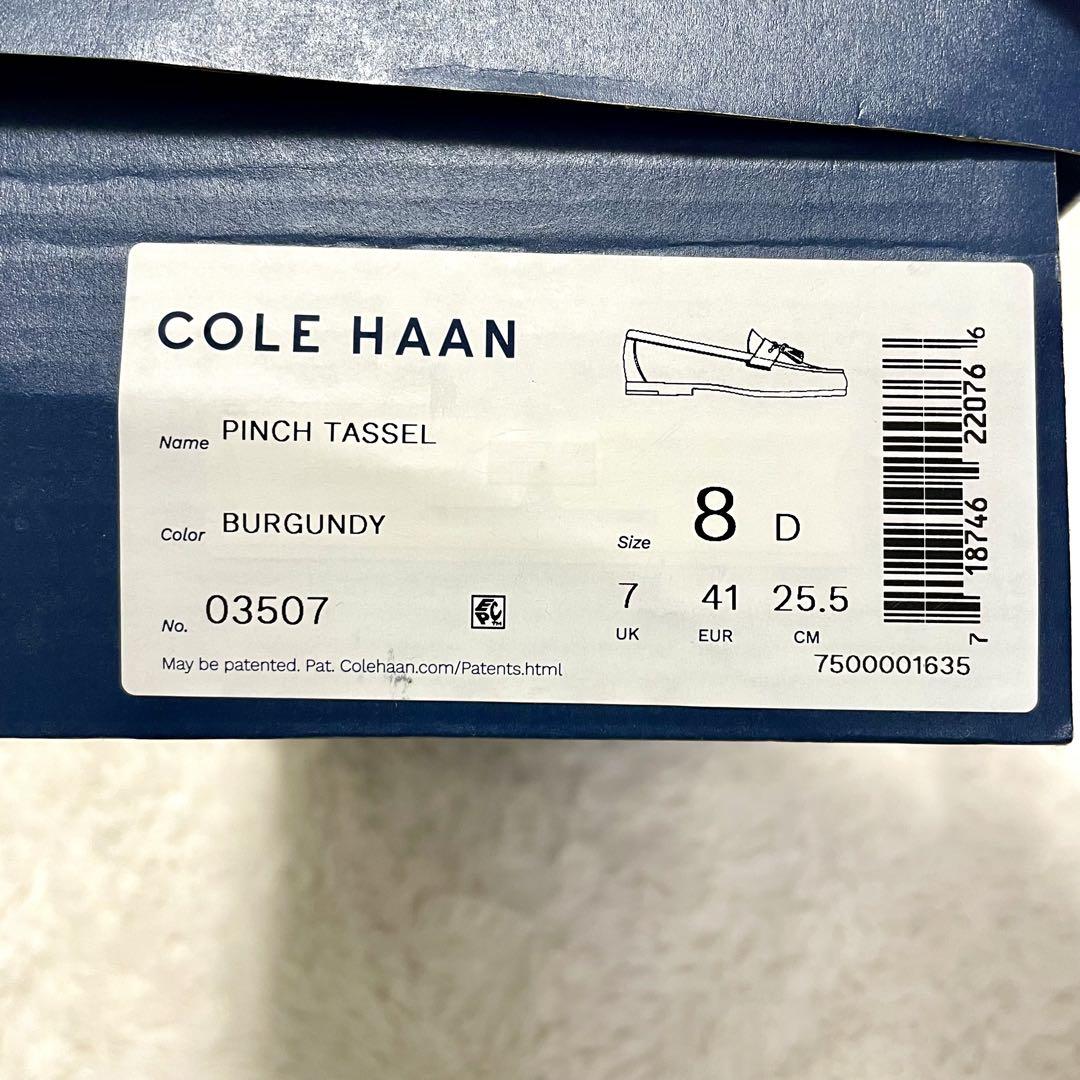 COLE HAAN
Name PINCH TASSEL
Color BURGUNDY
Size 8 D
No. 03507
EPC™
7 41 25.5
UK EUR CM
May be patented. Pat. Colehaan.com/Patents.html
7500001635
7 18746 22076 6